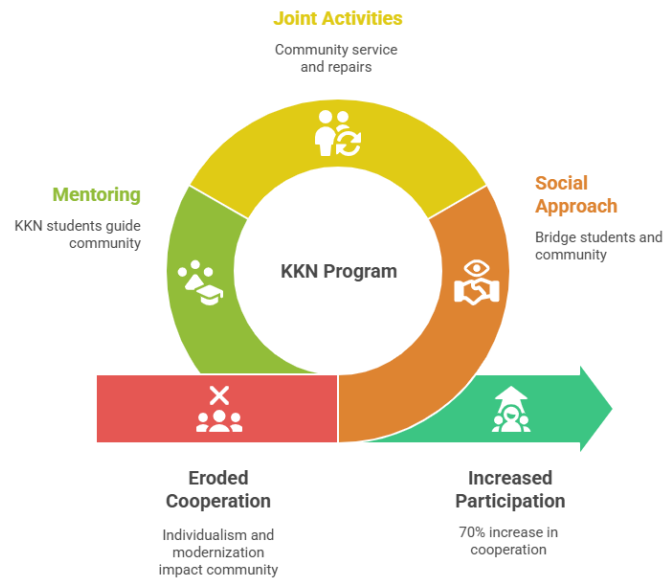 Joint Activities
Community service
and repairs
Mentoring
KKN students guide
community
Social
Approach
Bridge students and
community
KKN Program
Eroded
Cooperation
Individualism and
modernization
impact community
Increased
Participation
70% increase in
cooperation